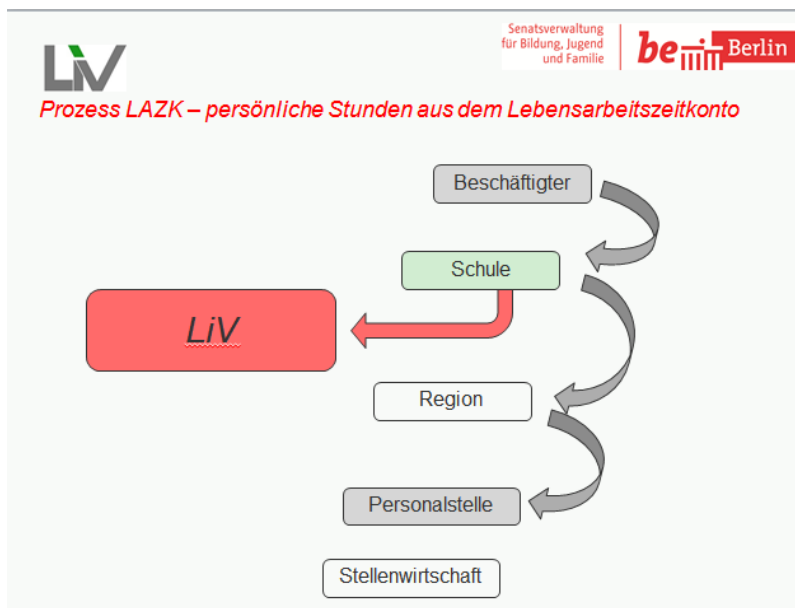 Senatsverwaltung
für Bildung, Jugend
und Familie
be Berlin
LiV
Prozess LAZK – persönliche Stunden aus dem Lebensarbeitszeitkonto
Beschäftigter
Schule
LiV
Region
Personalstelle
Stellenwirtschaft